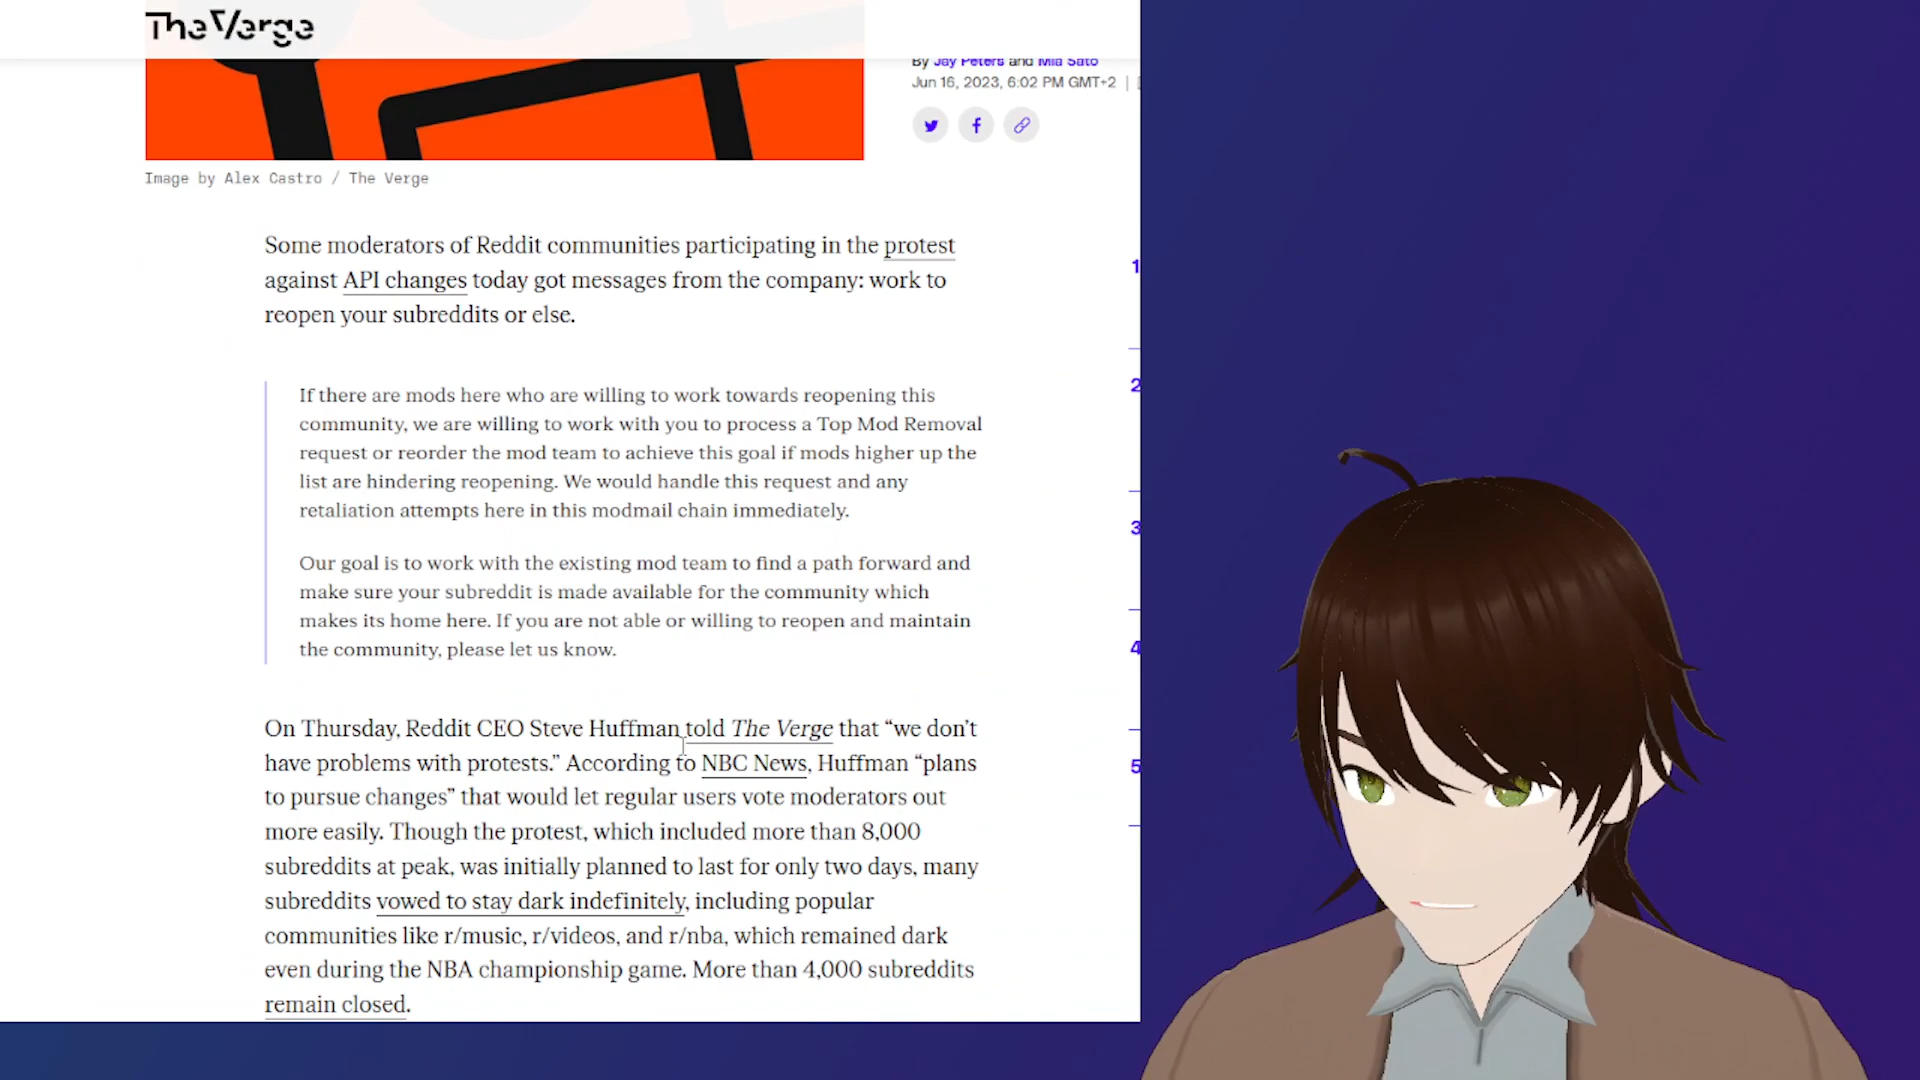 The Verge
By Jay Peters and Mia Sato
Jun 16, 2023, 6:02 PM GMT+2 |
Image by Alex Castro / The Verge
Some moderators of Reddit communities participating in the protest
against API changes today got messages from the company: work to
reopen your subreddits or else.
If there are mods here who are willing to work towards reopening this
community, we are willing to work with you to process a Top Mod Removal
request or reorder the mod team to achieve this goal if mods higher up the
list are hindering reopening. We would handle this request and any
retaliation attempts here in this modmail chain immediately.
Our goal is to work with the existing mod team to find a path forward and
make sure your subreddit is made available for the community which
makes its home here. If you are not able or willing to reopen and maintain
the community, please let us know.
On Thursday, Reddit CEO Steve Huffman told The Verge that “we don’t
have problems with protests.” According to NBC News, Huffman “plans
to pursue changes” that would let regular users vote moderators out
more easily. Though the protest, which included more than 8,000
subreddits at peak, was initially planned to last for only two days, many
subreddits vowed to stay dark indefinitely, including popular
communities like r/music, r/videos, and r/nba, which remained dark
even during the NBA championship game. More than 4,000 subreddits
remain closed.
1
2
3
4
5